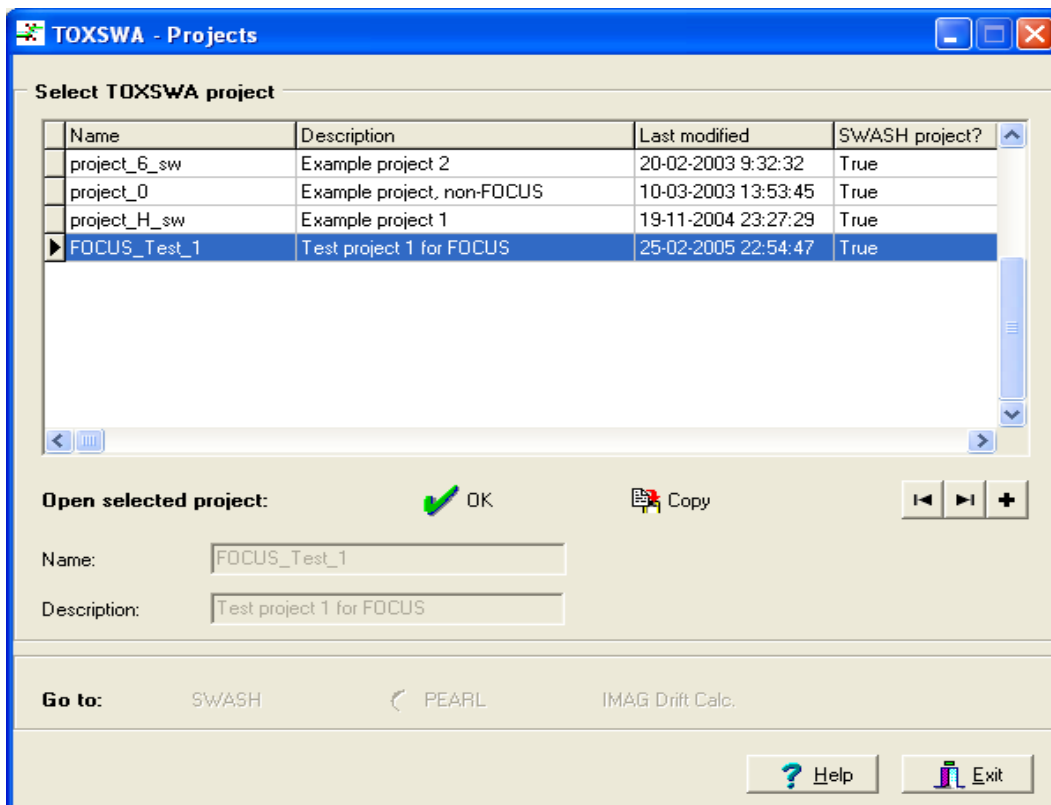 TOXSWA - Projects
Select TOXSWA project
Name Description Last modified SWASH project?
project_6_sw Example project 2 20-02-2003 9:32:32 True
project_0 Example project, non-FOCUS 10-03-2003 13:53:45 True
project_H_sw Example project 1 19-11-2004 23:27:29 True
FOCUS_Test_1 Test project 1 for FOCUS 25-02-2005 22:54:47 True
Open selected project: OK Copy
Name: FOCUS_Test_1
Description: Test project 1 for FOCUS
Go to: SWASH PEARL IMAG Drift Calc.
Help Exit